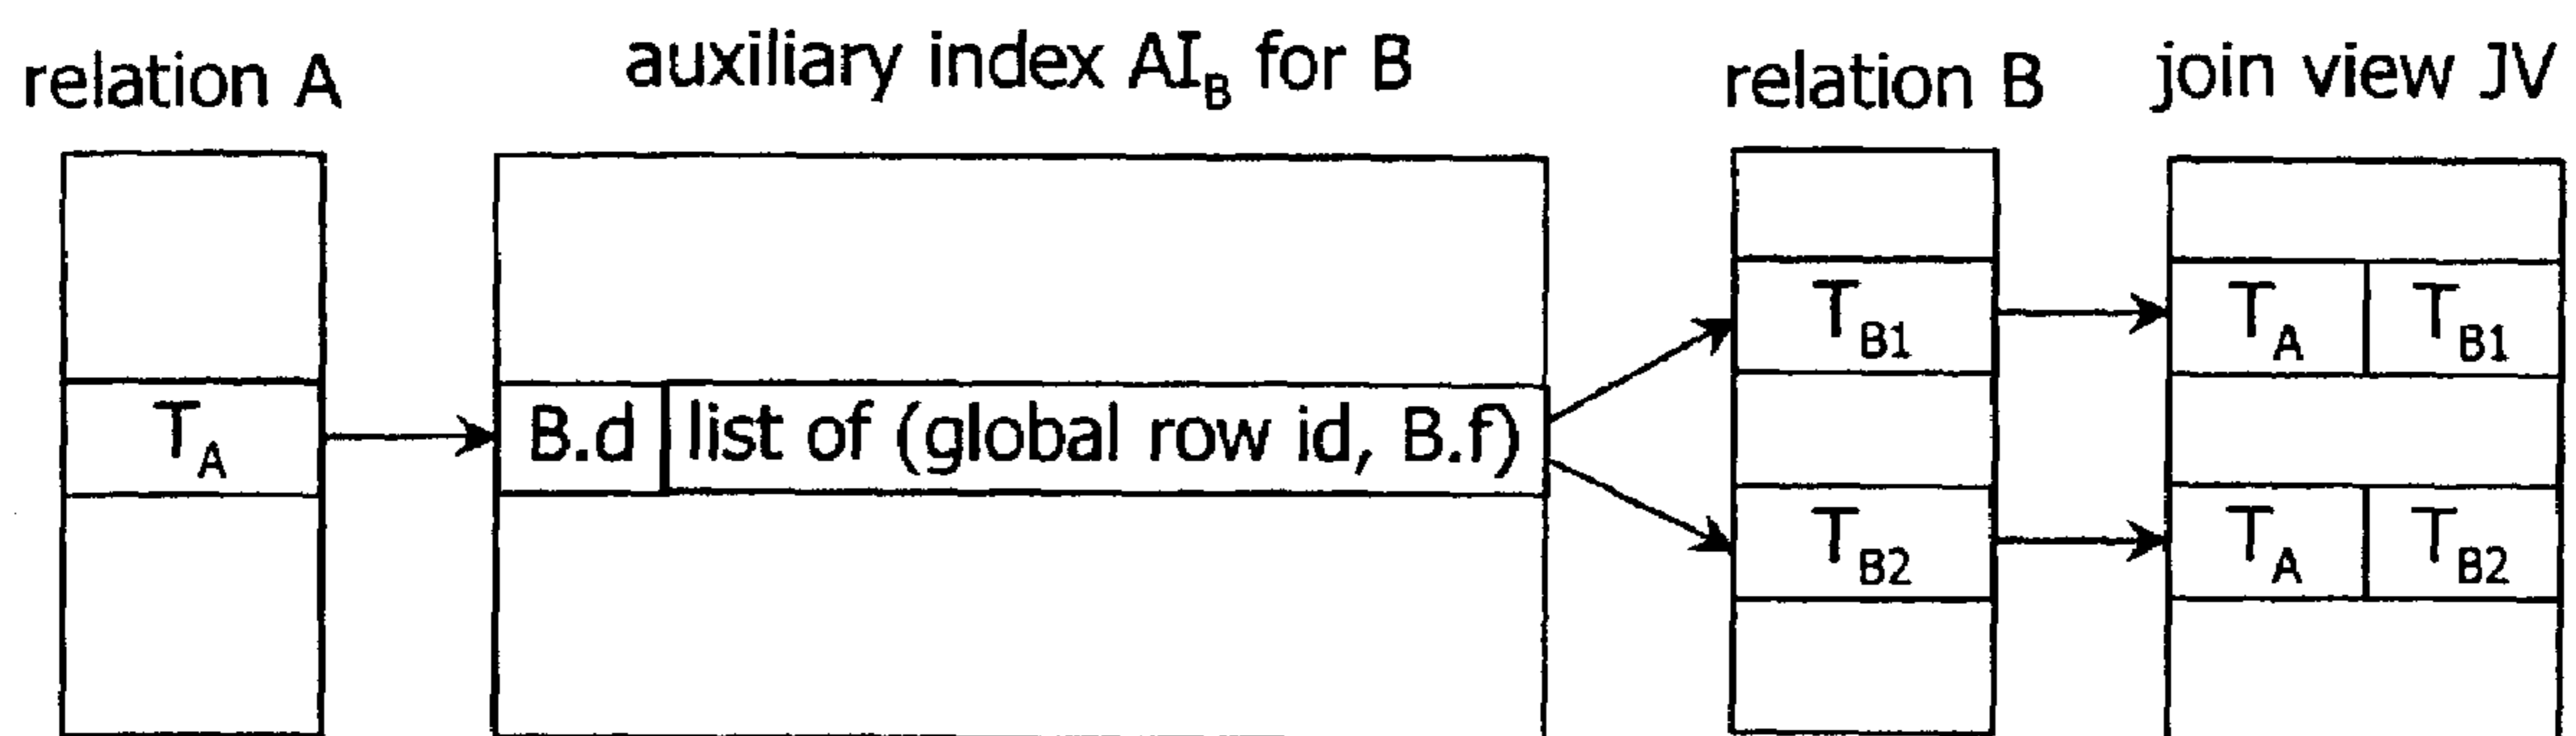 relation A
auxiliary index AI_B for B
relation B
join view JV
T_B1
T_A
T_B1
T_A
B.d
list of (global row id, B.f)
T_B2
T_A
T_B2